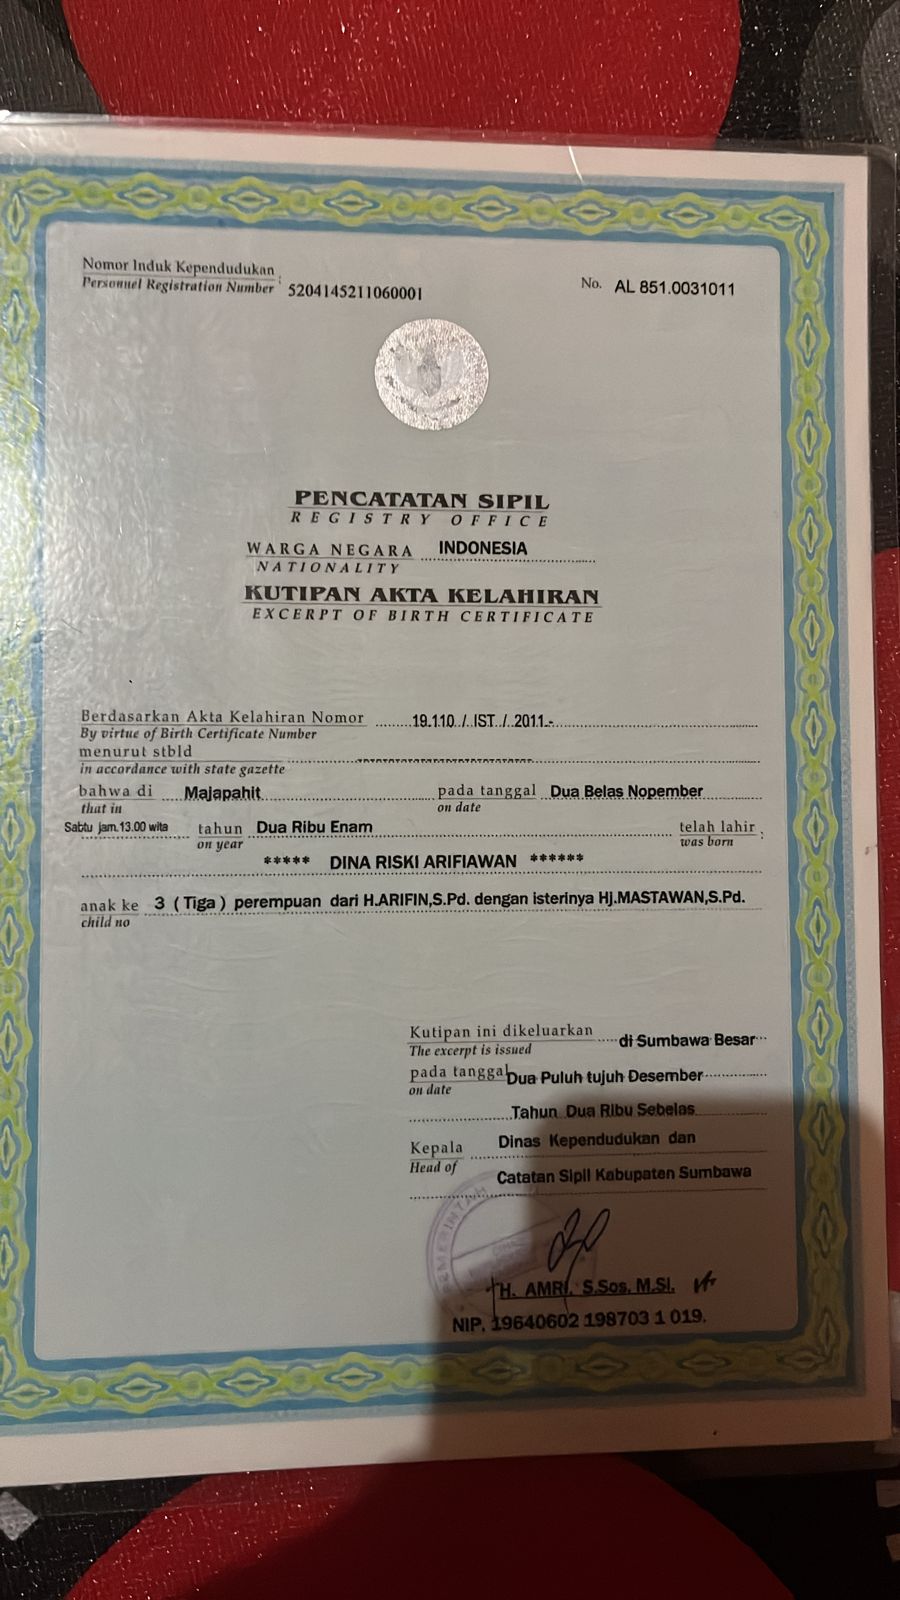 Nomor Induk Kependudukan
Personnel Registration Number : 5204145211060001
No. AL 851.0031011
PENCATATAN SIPIL
REGISTRY OFFICE
WARGA NEGARA INDONESIA
NATIONALITY
KUTIPAN AKTA KELAHIRAN
EXCERPT OF BIRTH CERTIFICATE
Berdasarkan Akta Kelahiran Nomor 19.110 / IST / 2011.-
By virtue of Birth Certificate Number
menurut stbld
in accordance with state gazette
bahwa di Majapahit pada tanggal Dua Belas Nopember
that in on date
Sabtu jam.13.00 wita tahun Dua Ribu Enam telah lahir :
on year was born
***** DINA RISKI ARIFIAWAN ******
anak ke 3 ( Tiga ) perempuan dari H.ARIFIN,S.Pd. dengan isterinya Hj.MASTAWAN,S.Pd.
child no
Kutipan ini dikeluarkan di Sumbawa Besar
The excerpt is issued
pada tanggal Dua Puluh tujuh Desember
on date
Tahun Dua Ribu Sebelas
Kepala Dinas Kependudukan dan
Head of
Catatan Sipil Kabupaten Sumbawa
PEMERINTAH
H. AMRI, S.Sos, M.SI.
NIP. 19640602 198703 1 019.